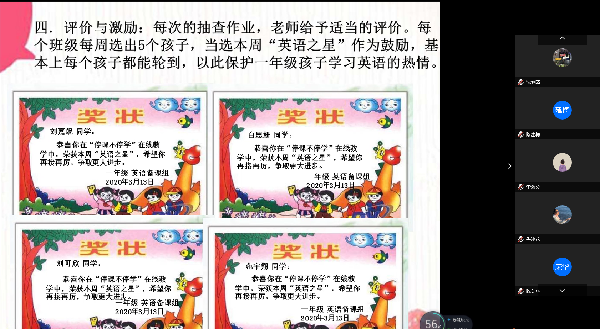 四．评价与激励：每次的抽查作业，老师给予适当的评价。每
个班级每周选出5个孩子，当选本周“英语之星”作为鼓励，基
本上每个孩子都能轮到，以此保护一年级孩子学习英语的热情。
奖状
同学：
恭喜你在“停课不停学”在线教
学中，荣获本周“英语之星”，希望你
再接再厉，争取更大进步。
一年级 英语备课组
2020年3月13日
奖状
同学：
恭喜你在“停课不停学”在线教
学中，荣获本周“英语之星”，希望你
再接再厉，争取更大进步。
一年级 英语备课组
2020年3月13日
奖状
刘可欣 同学：
恭喜你在“停课不停学”在线教
学中，荣获本周“英语之星”，希望你
再接再厉，争取更大进步。
一年级 英语备课组
2020年3月13日
奖状
同学：
恭喜你在“停课不停学”在线教
学中，荣获本周“英语之星”，希望你
再接再厉，争取更大进步。
一年级 英语备课组
2020年3月13日
56